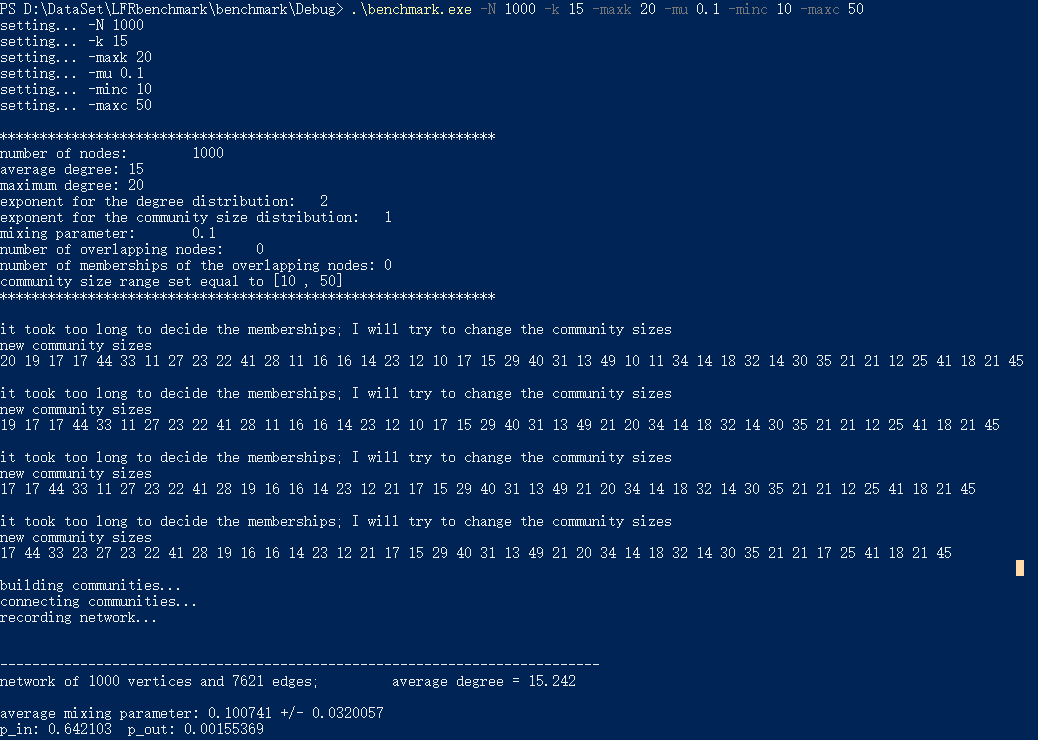 PS D:\DataSet\LFRbenchmark\benchmark\Debug> .\benchmark.exe -N 1000 -k 15 -maxk 20 -mu 0.1 -minc 10 -maxc 50
setting... -N 1000
setting... -k 15
setting... -maxk 20
setting... -mu 0.1
setting... -minc 10
setting... -maxc 50
**************************************************************
number of nodes: 1000
average degree: 15
maximum degree: 20
exponent for the degree distribution: 2
exponent for the community size distribution: 1
mixing parameter: 0.1
number of overlapping nodes: 0
number of memberships of the overlapping nodes: 0
community size range set equal to [10 , 50]
**************************************************************
it took too long to decide the memberships; I will try to change the community sizes
new community sizes
20 19 17 17 44 33 11 27 23 22 41 28 11 16 16 14 23 12 10 17 15 29 40 31 13 49 10 11 34 14 18 32 14 30 35 21 21 12 25 41 18 21 45
it took too long to decide the memberships; I will try to change the community sizes
new community sizes
19 17 17 44 33 11 27 23 22 41 28 11 16 16 14 23 12 10 17 15 29 40 31 13 49 21 20 34 14 18 32 14 30 35 21 21 12 25 41 18 21 45
it took too long to decide the memberships; I will try to change the community sizes
new community sizes
17 17 44 33 11 27 23 22 41 28 19 16 16 14 23 12 21 17 15 29 40 31 13 49 21 20 34 14 18 32 14 30 35 21 21 12 25 41 18 21 45
it took too long to decide the memberships; I will try to change the community sizes
new community sizes
17 44 33 23 27 23 22 41 28 19 16 16 14 23 12 21 17 15 29 40 31 13 49 21 20 34 14 18 32 14 30 35 21 21 17 25 41 18 21 45
building communities...
connecting communities...
recording network...
---------------------------------------------------------------------------
network of 1000 vertices and 7621 edges; average degree = 15.242
average mixing parameter: 0.100741 +/- 0.0320057
p_in: 0.642103 p_out: 0.00155369